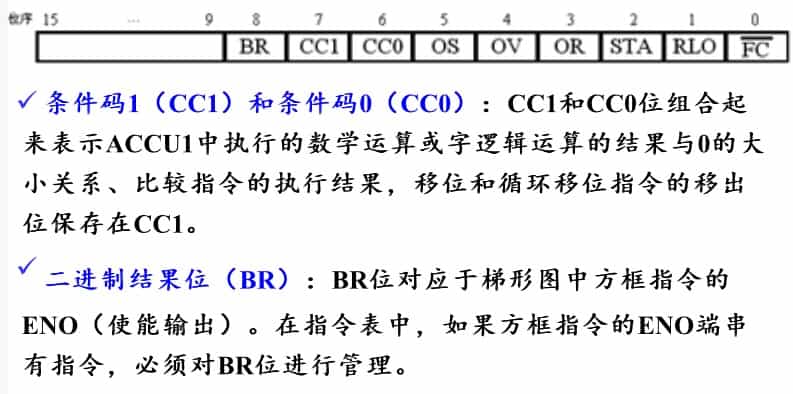 位序 15 … 9 8 7 6 5 4 3 2 1 0
BR CC1 CC0 OS OV OR STA RLO F̅C̅
✓ 条件码1（CC1）和条件码0（CC0）：CC1和CC0位组合起
来表示ACCU1中执行的数学运算或字逻辑运算的结果与0的大
小关系、比较指令的执行结果，移位和循环移位指令的移出
位保存在CC1。
✓ 二进制结果位（BR）：BR位对应于梯形图中方框指令的
ENO（使能输出）。在指令表中，如果方框指令的ENO端串
有指令，必须对BR位进行管理。